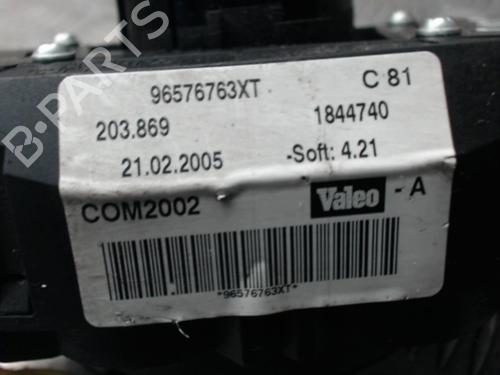 B-PARTS
96576763XT C 81
203.869 1844740
21.02.2005 -Soft: 4.21
COM2002 Valeo - A
*96576763XT*